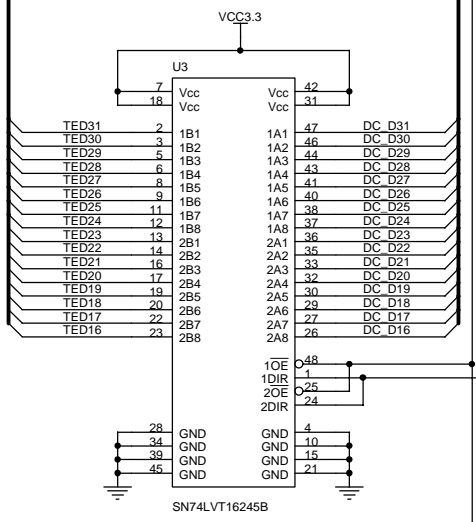 VCC3.3
U3
7 Vcc Vcc 42
18 Vcc Vcc 31
TED31 2 1B1 1A1 47 DC_D31
TED30 3 1B2 1A2 46 DC_D30
TED29 5 1B3 1A3 44 DC_D29
TED28 6 1B4 1A4 43 DC_D28
TED27 8 1B5 1A5 41 DC_D27
TED26 9 1B6 1A6 40 DC_D26
TED25 11 1B7 1A7 38 DC_D25
TED24 12 1B8 1A8 37 DC_D24
TED23 13 2B1 2A1 36 DC_D23
TED22 14 2B2 2A2 35 DC_D22
TED21 16 2B3 2A3 33 DC_D21
TED20 17 2B4 2A4 32 DC_D20
TED19 19 2B5 2A5 30 DC_D19
TED18 20 2B6 2A6 29 DC_D18
TED17 22 2B7 2A7 27 DC_D17
TED16 23 2B8 2A8 26 DC_D16
1OE 48
1DIR 1
2OE 25
2DIR 24
28 GND GND 4
34 GND GND 10
39 GND GND 15
45 GND GND 21
SN74LVT16245B